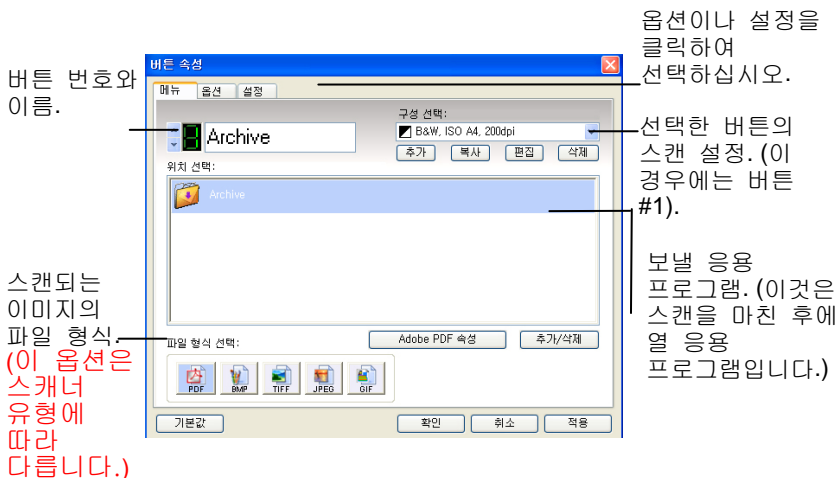 버튼 번호와
이름.
스캔되는
이미지의
파일 형식.
(이 옵션은
스캐너
유형에
따라
다릅니다.)
버튼 속성
메뉴 옵션 설정
1 Archive
구성 선택:
B&W, ISO A4, 200dpi
추가 복사 편집 삭제
위치 선택:
Archive
파일 형식 선택:
Adobe PDF 속성 추가/삭제
PDF BMP TIFF JPEG GIF
기본값 확인 취소 적용
옵션이나 설정을
클릭하여
선택하십시오.
선택한 버튼의
스캔 설정. (이
경우에는 버튼
#1).
보낼 응용
프로그램. (이것은
스캔을 마친 후에
열 응용
프로그램입니다.)